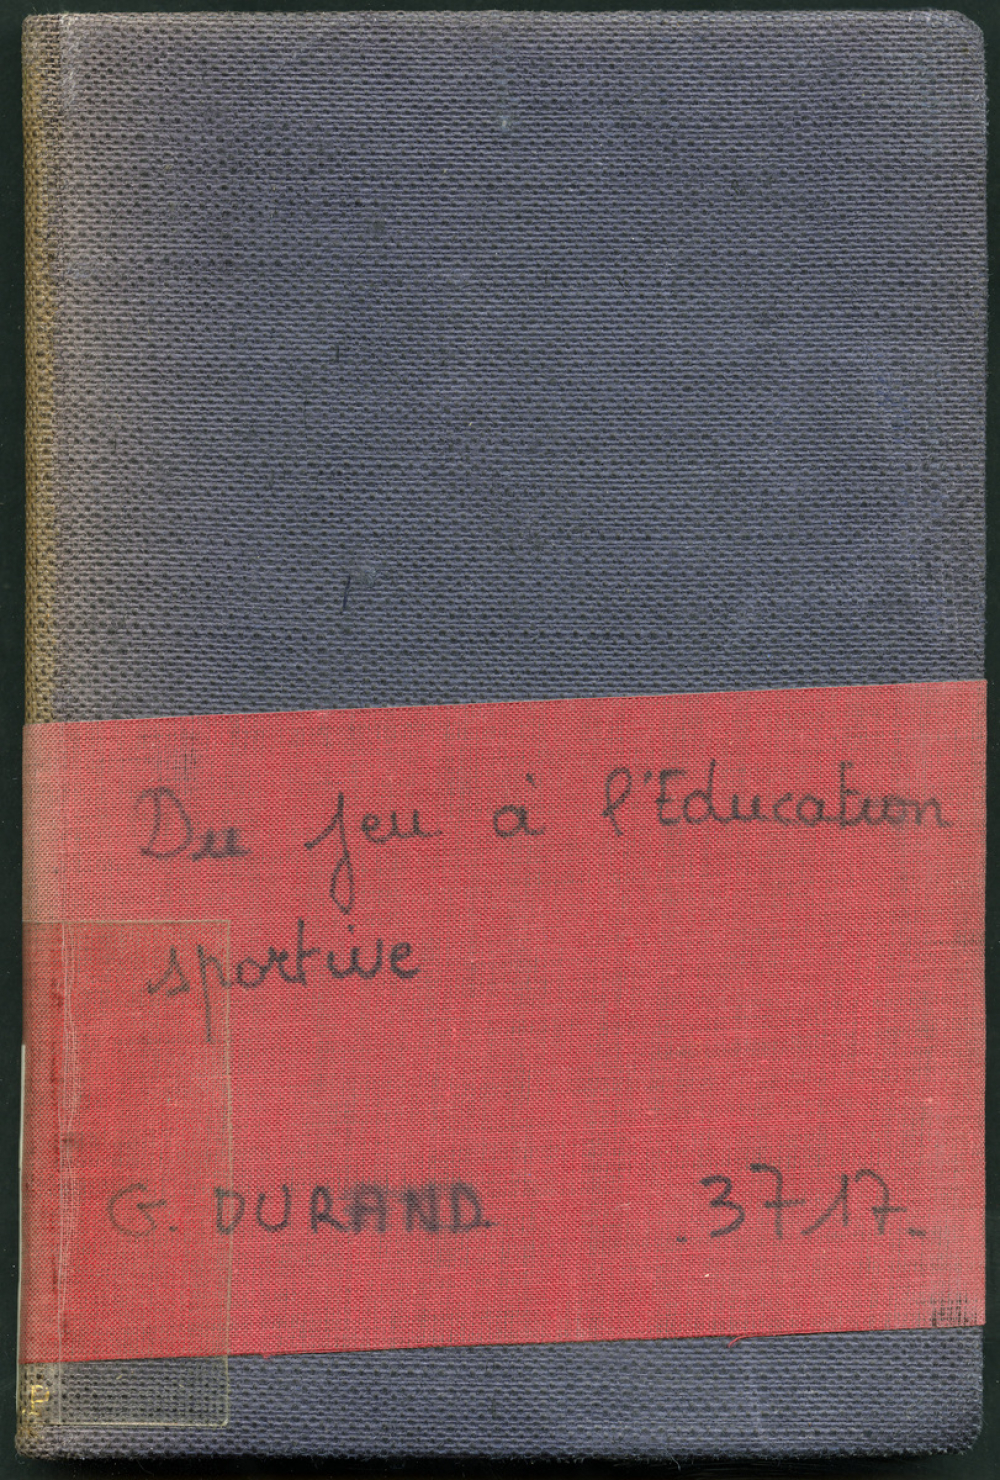 Du jeu à l'Education
sportive
G. DURAND .3717.
P